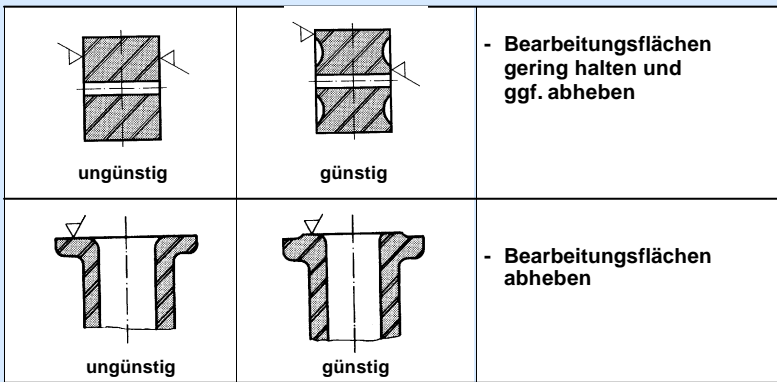 - Bearbeitungsflächen
gering halten und
ggf. abheben
ungünstig
günstig
- Bearbeitungsflächen
abheben
ungünstig
günstig